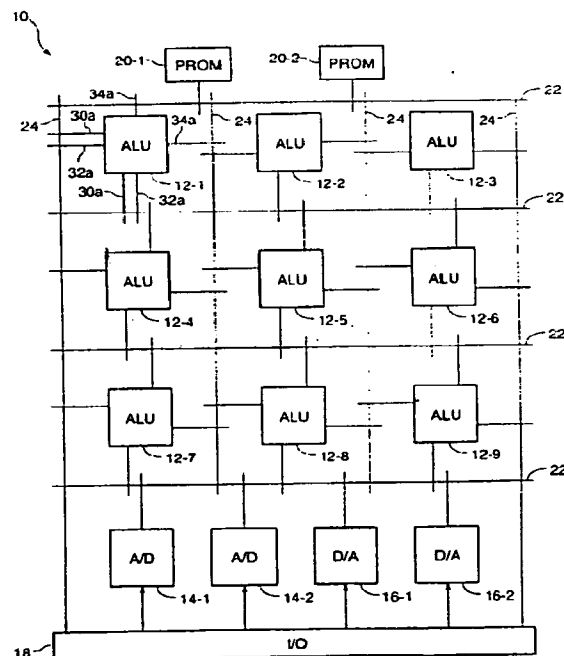 10
20-1 PROM 20-2 PROM
34a 22
24 30a 34a 24 24 24
32a ALU ALU ALU
12-1 12-2 12-3
30a 32a
22
ALU ALU ALU
12-4 12-5 12-6
22
ALU ALU ALU
12-7 12-8 12-9
22
A/D A/D D/A D/A
14-1 14-2 16-1 16-2
18 I/O